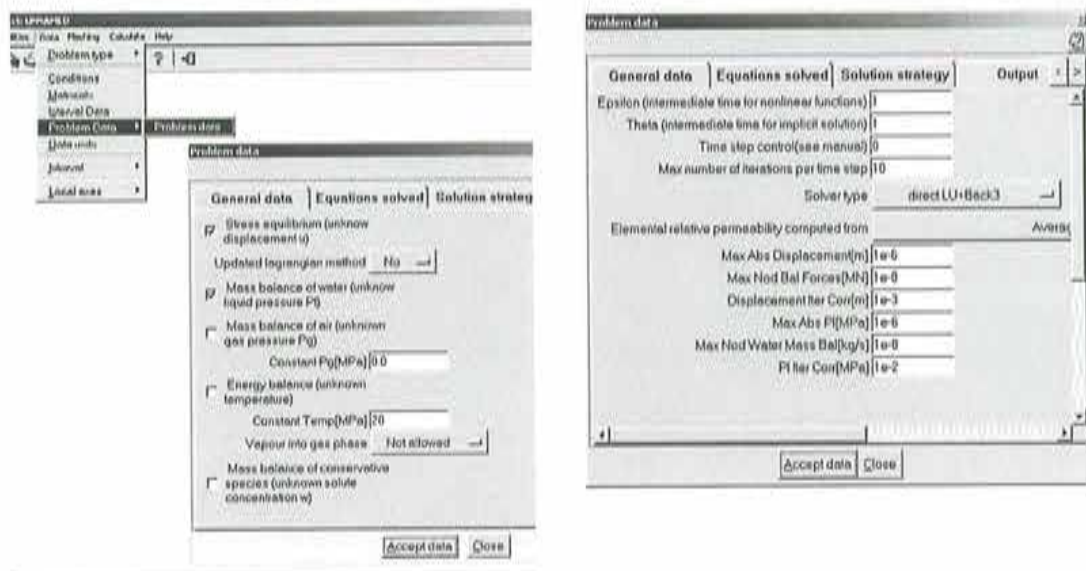 Data Meshing Calculate Help
Problem type
Conditions
Materials
Interval Data
Problem Data
Problem data
Data units
Interval
Local axes
Problem data
General data Equations solved Solution strateg
Stress equilibrium (unknow
displacement u)
Updated lagrangian method No
Mass balance of water (unknow
liquid pressure Pl)
Mass balance of air (unknown
gas pressure Pg)
Constant Pg[MPa] 0.0
Energy balance (unknown
temperature)
Constant Temp[MPa] 20
Vapour into gas phase Not allowed
Mass balance of conservative
species (unknown solute
concentration w)
Accept data Close
Problem data
General data Equations solved Solution strategy Output
Epsilon (intermediate time for nonlinear functions) 1
Theta (intermediate time for implicit solution) 1
Time step control(see manual) 0
Max number of iterations per time step 10
Solver type direct LU+Back3
Elemental relative permeability computed from Averag
Max Abs Displacement[m] 1e-6
Max Nod Bal Forces[MN] 1e-8
Displacement Iter Corr[m] 1e-3
Max Abs Pl[MPa] 1e-6
Max Nod Water Mass Bal[kg/s] 1e-8
Pl Iter Corr[MPa] 1e-2
Accept data Close